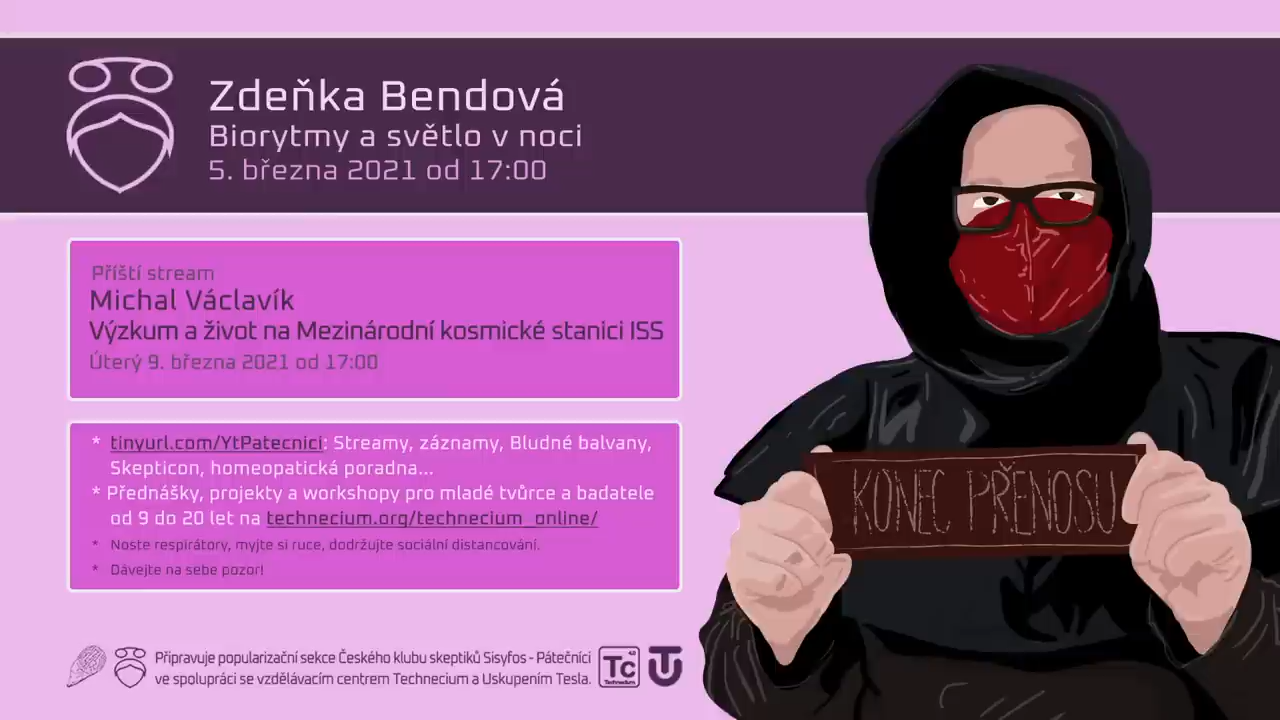 Zdeňka Bendová
Biorytmy a světlo v noci
5. března 2021 od 17:00
Příští stream
Michal Václavík
Výzkum a život na Mezinárodní kosmické stanici ISS
Úterý 9. března 2021 od 17:00
* tinyurl.com/YtPatecnici: Streamy, záznamy, Bludné balvany,
Skepticon, homeopatická poradna...
* Přednášky, projekty a workshopy pro mladé tvůrce a badatele
od 9 do 20 let na technecium.org/technecium_online/
* Noste respirátory, myjte si ruce, dodržujte sociální distancování.
* Dávejte na sebe pozor!
KONEC PŘENOSU
Připravuje popularizační sekce Českého klubu skeptiků Sisyfos - Pátečníci
ve spolupráci se vzdělávacím centrem Technecium a Uskupením Tesla.
43
Tc
Technecium